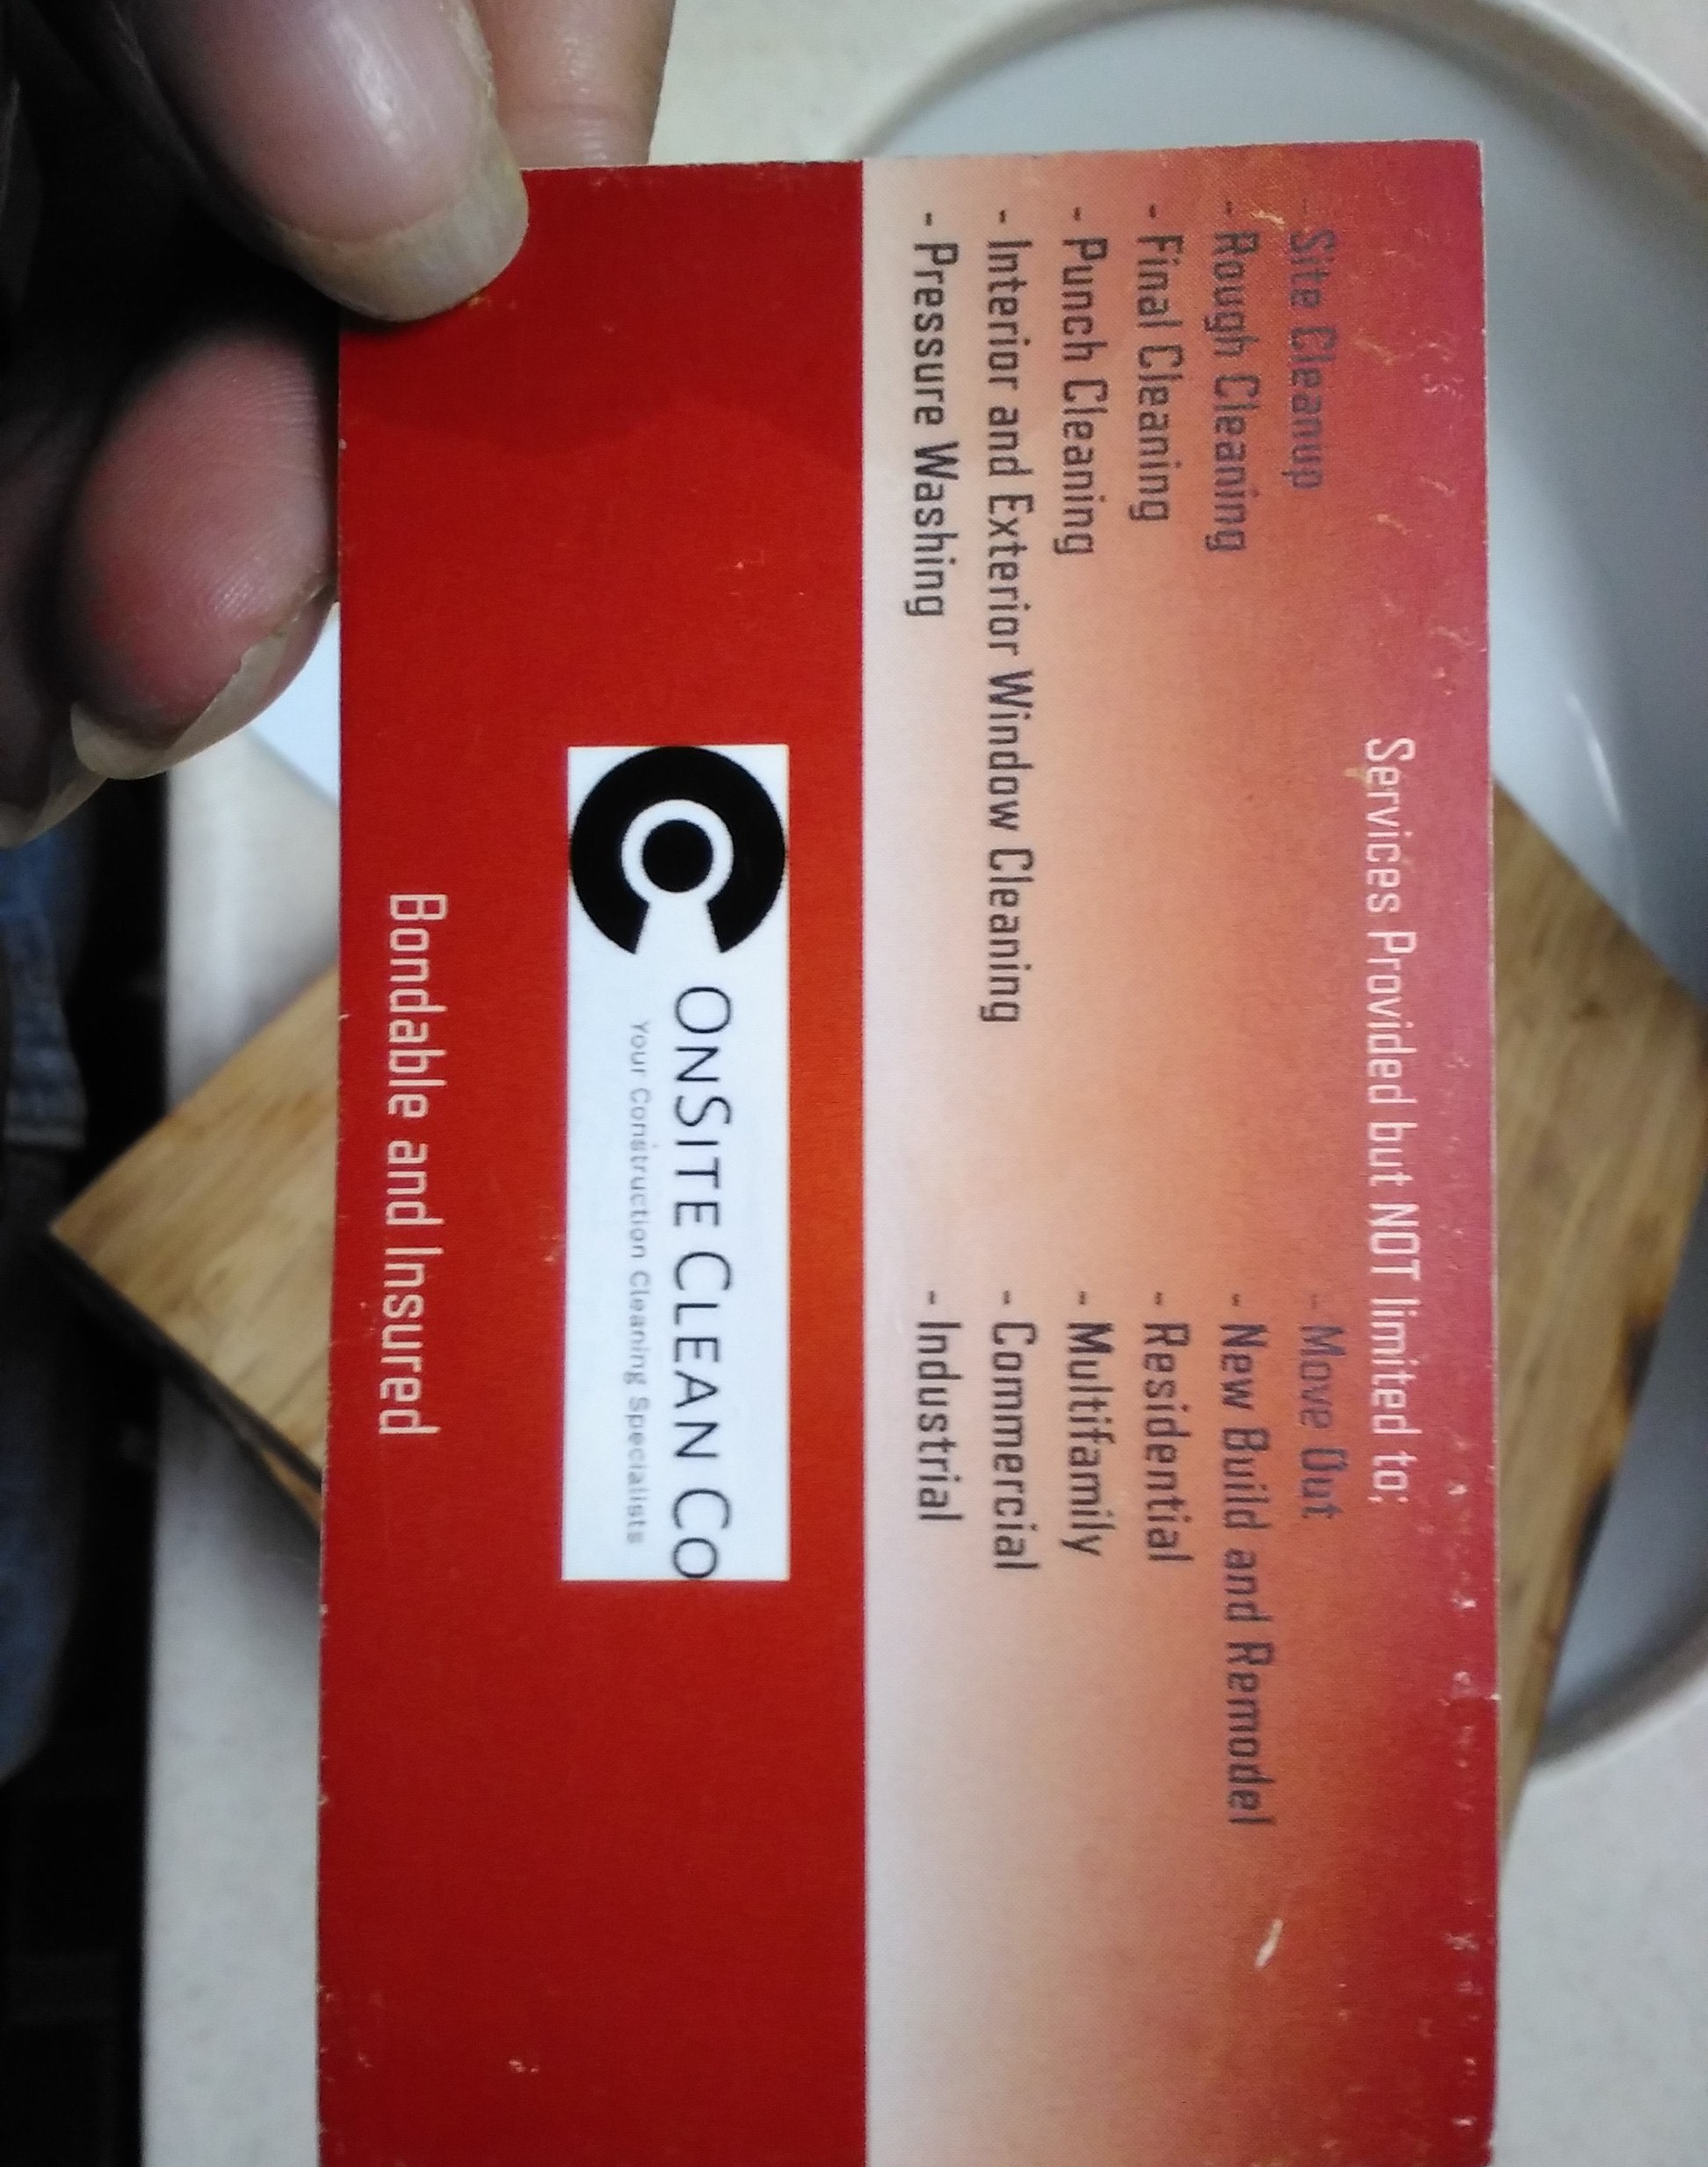 Services Provided but NOT limited to;
- Site Cleanup
- Rough Cleaning
- Final Cleaning
- Punch Cleaning
- Interior and Exterior Window Cleaning
- Pressure Washing
- Move Out
- New Build and Remodel
- Residential
- Multifamily
- Commercial
- Industrial
ONSITE CLEAN CO
Your Construction Cleaning Specialists
Bondable and Insured